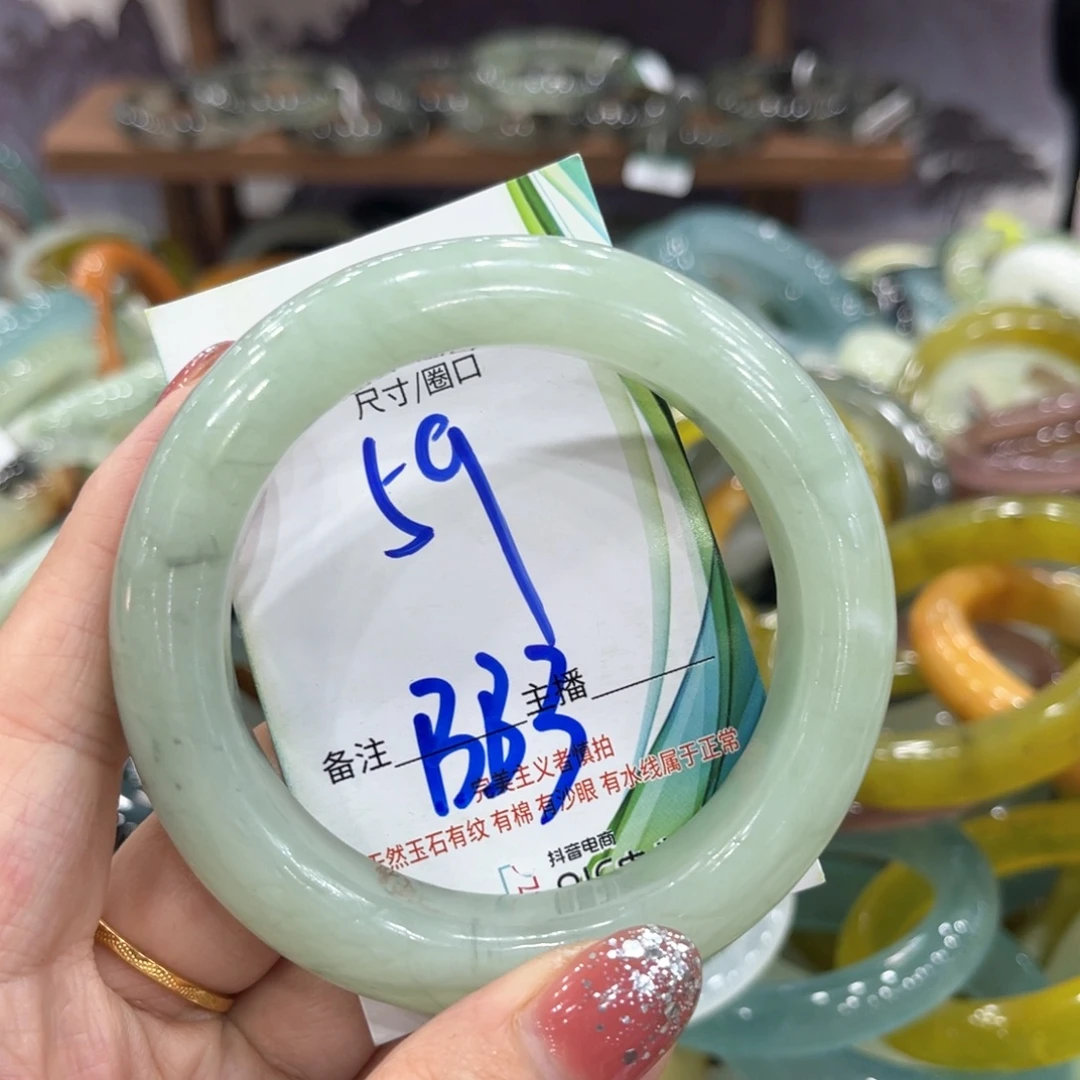 尺寸/圈口
59
BB3
主播
备注
完美主义者慎拍
天然玉石有纹 有棉 有沙眼 有水线属于正常
抖音电商